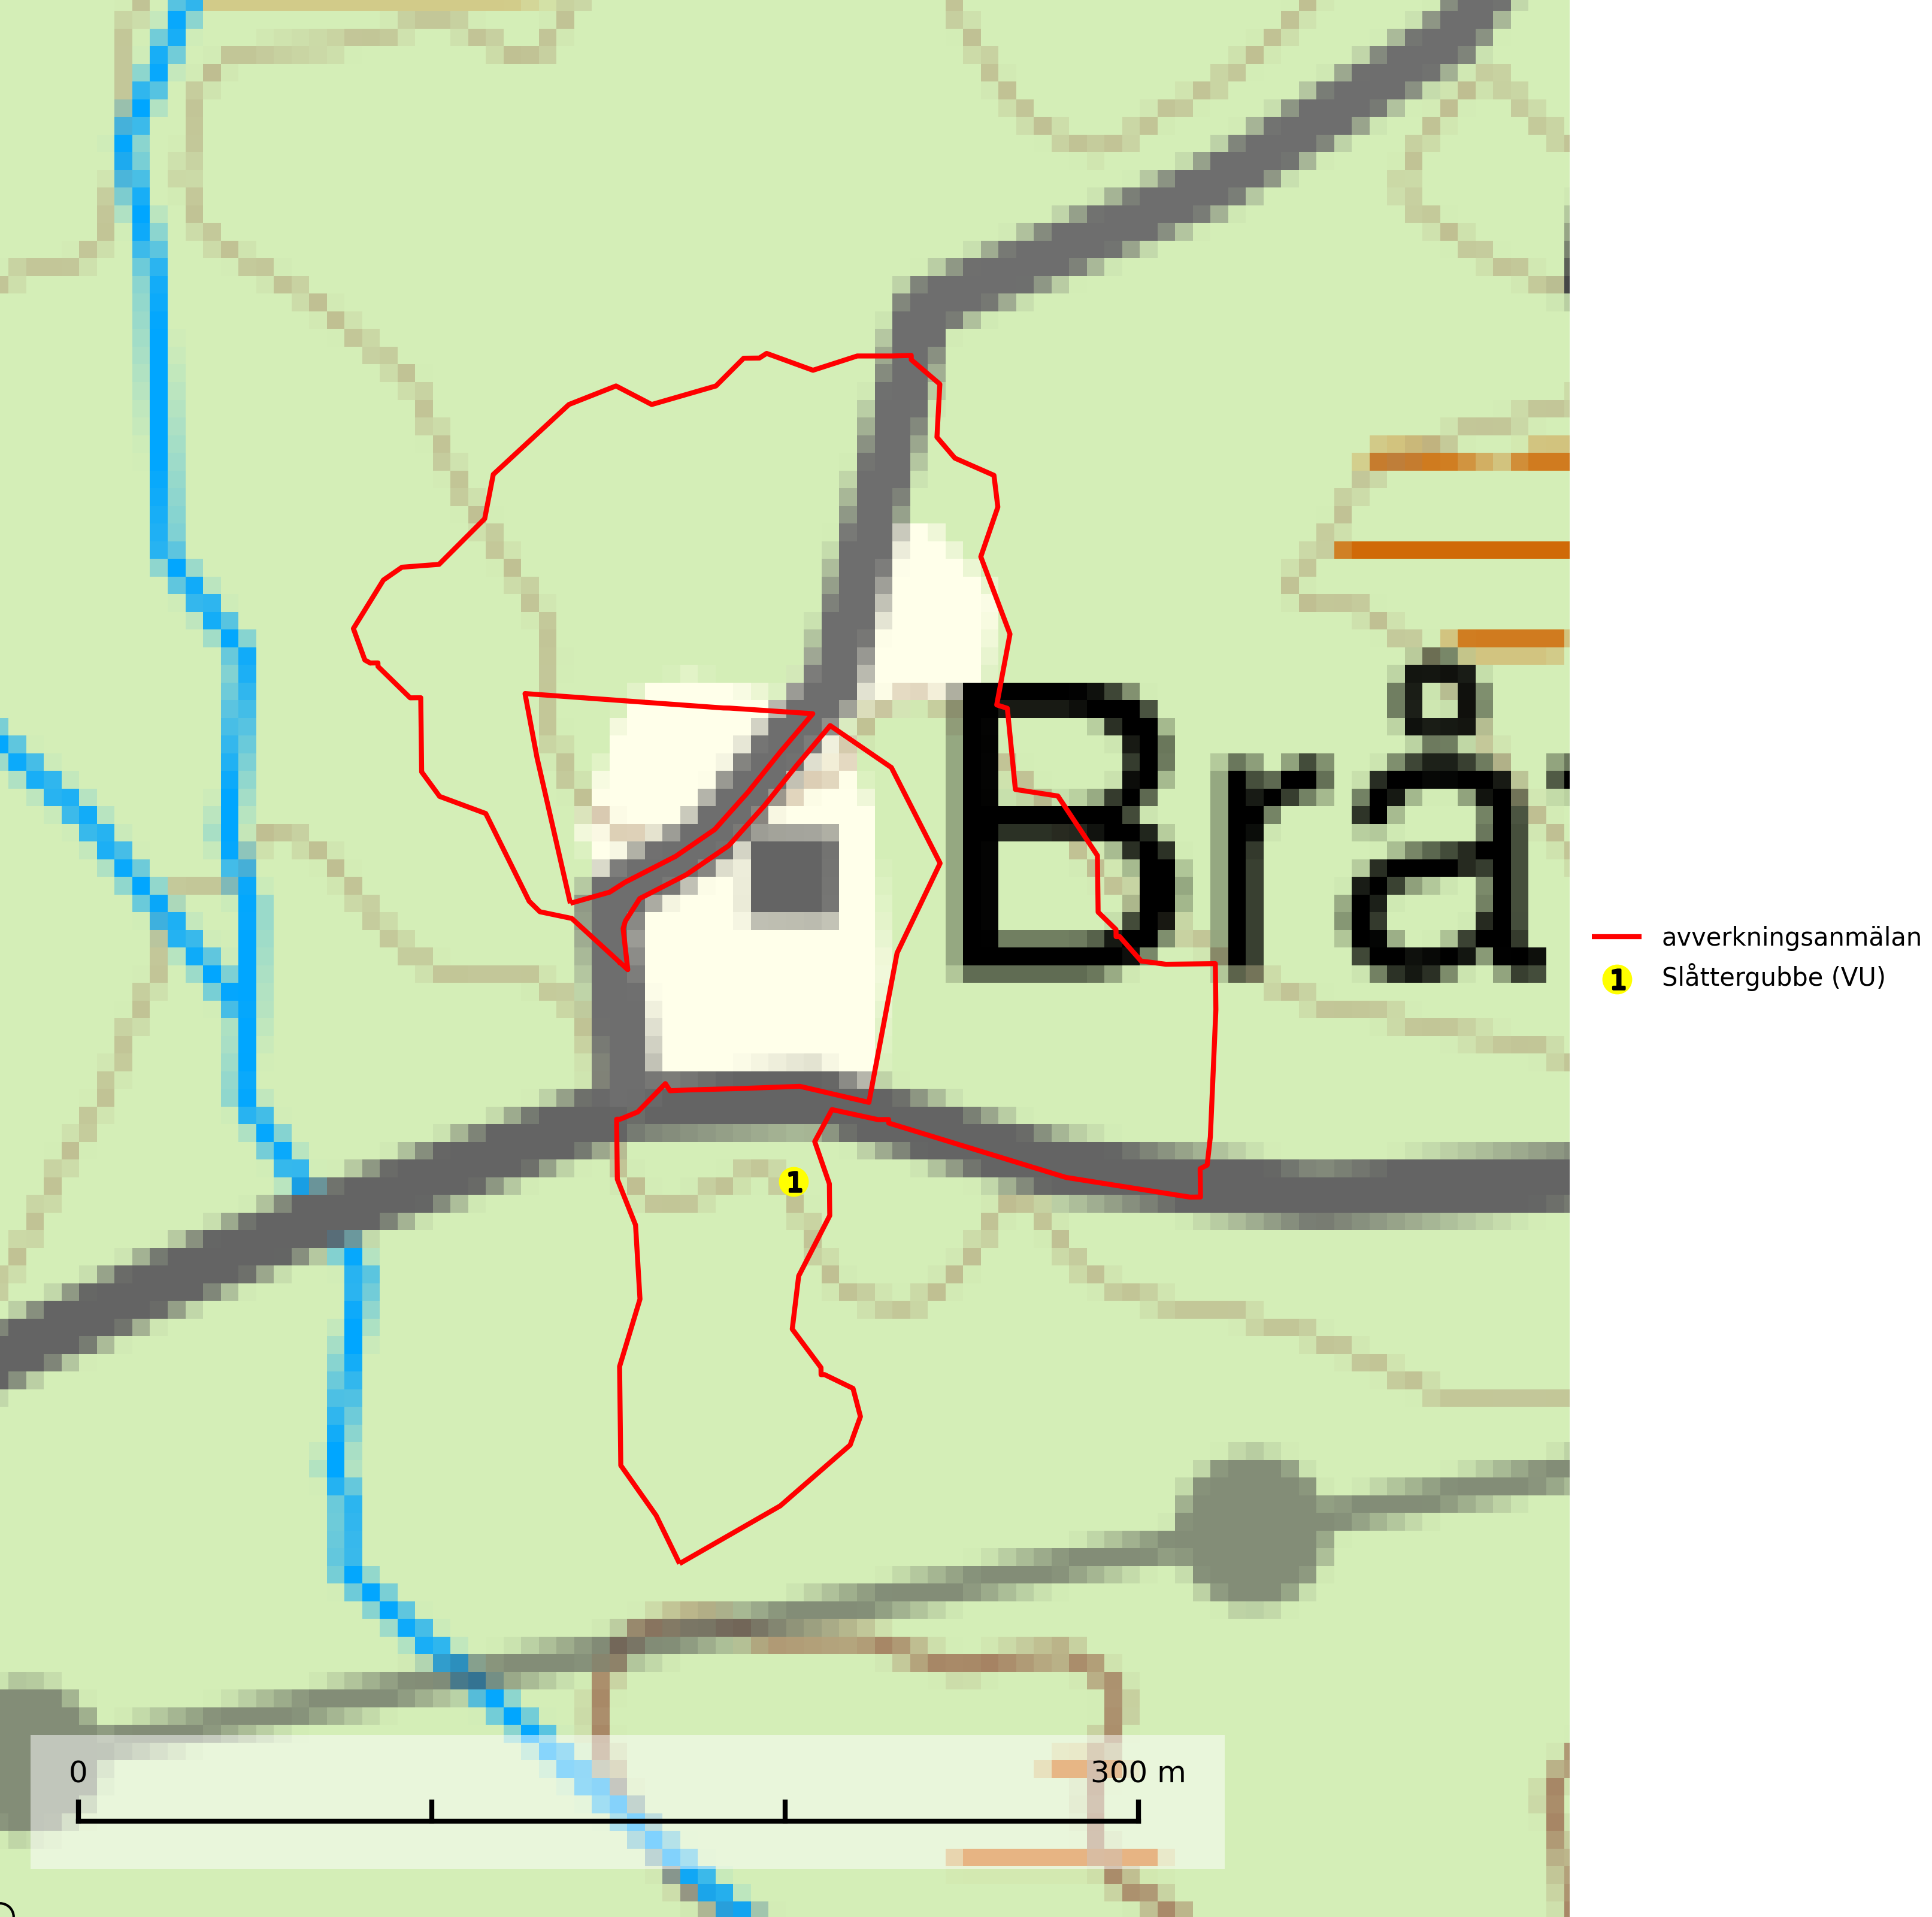 Brå
avverkningsanmälan
1 Slåttergubbe (VU)
1
0 300 m